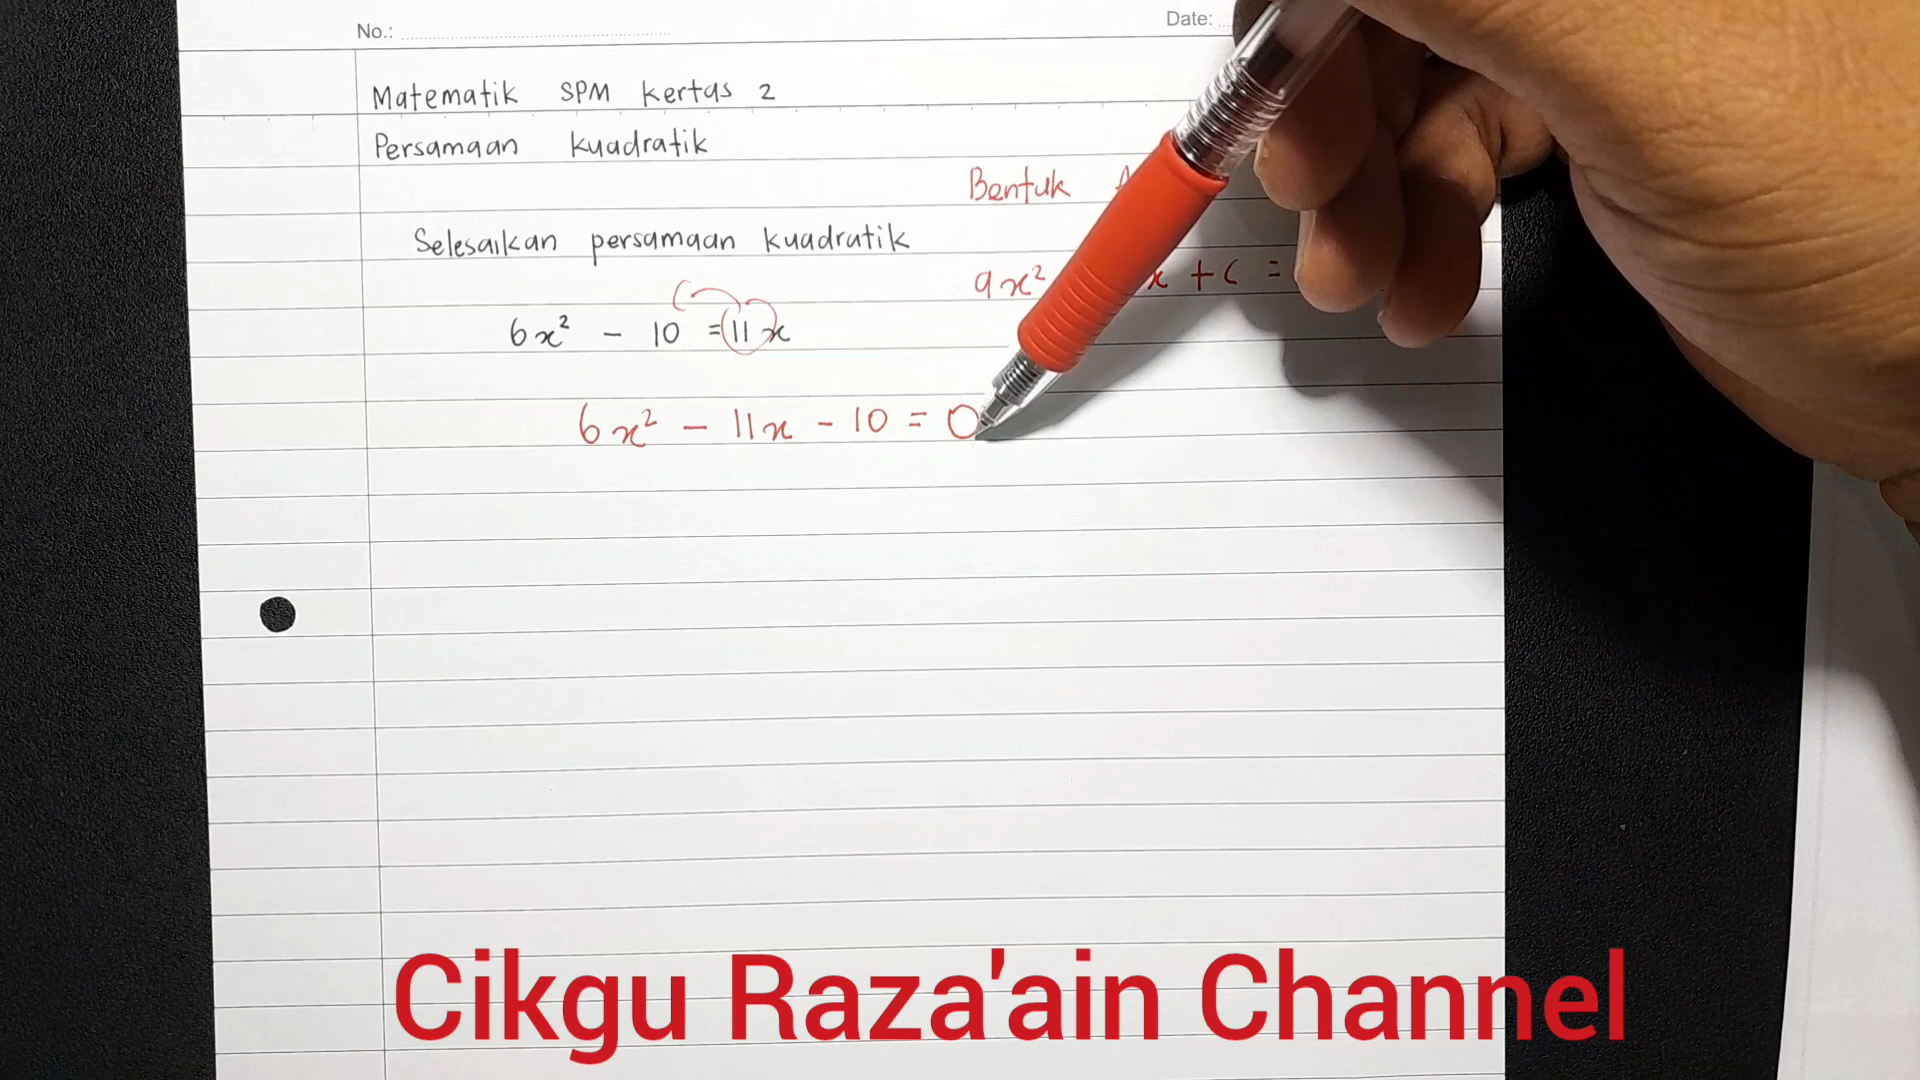 No.:
Date:
Matematik SPM kertas 2
Persamaan kuadratik
Bentuk
Selesaikan persamaan kuadratik
ax² x + c =
6x² - 10 = 11x
6x² - 11x - 10 = 0
Cikgu Raza'ain Channel